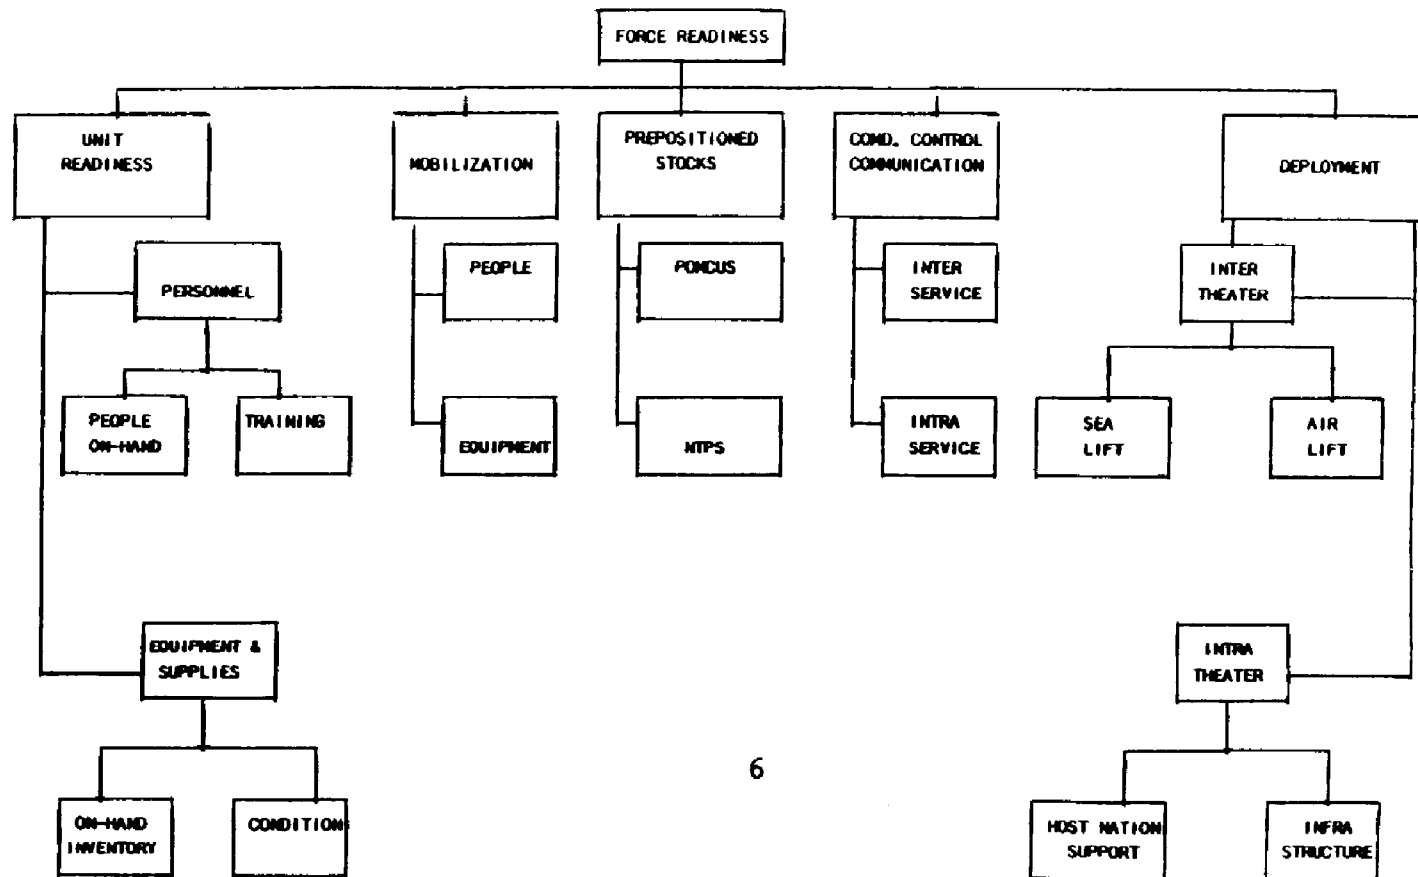 FORCE READINESS
UNIT
READINESS
MOBILIZATION
PREPOSITIONED
STOCKS
COMD. CONTROL
COMMUNICATION
DEPLOYMENT
PERSONNEL
PEOPLE
POMCUS
INTER
SERVICE
INTER
THEATER
PEOPLE
ON-HAND
TRAINING
EQUIPMENT
NTPS
INTRA
SERVICE
SEA
LIFT
AIR
LIFT
EQUIPMENT &
SUPPLIES
INTRA
THEATER
6
ON-HAND
INVENTORY
CONDITION
HOST NATION
SUPPORT
INFRA
STRUCTURE